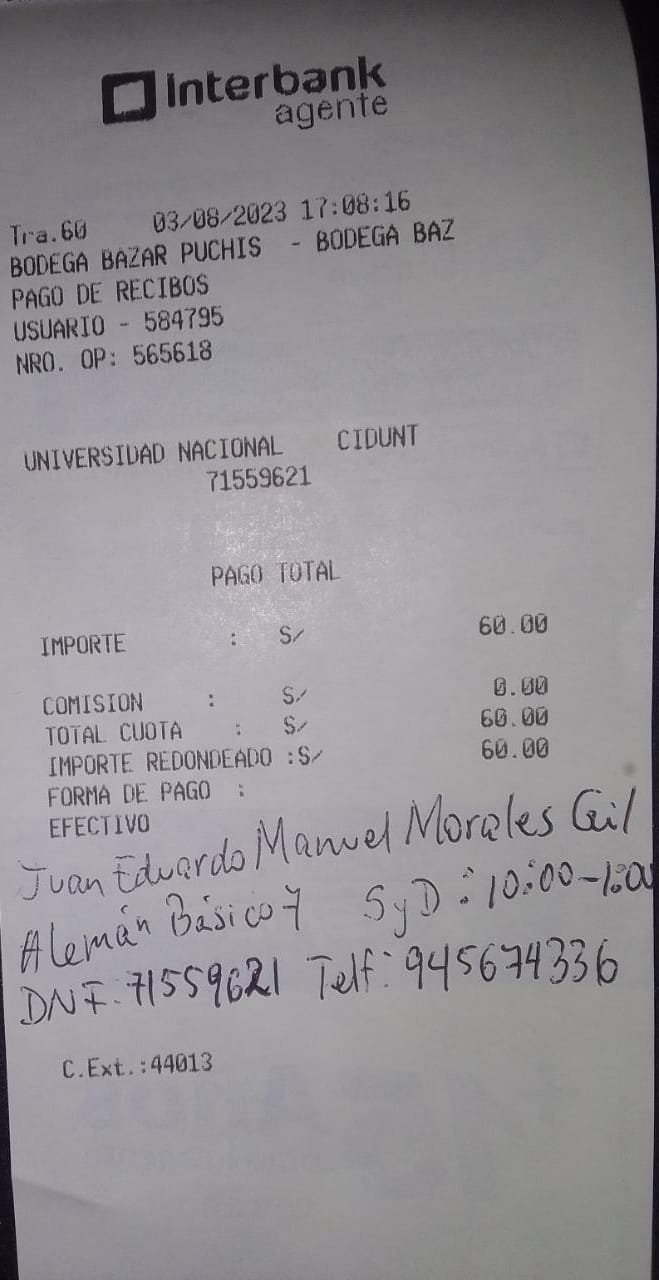 Interbank
agente
Tra.60 03/08/2023 17:08:16
BODEGA BAZAR PUCHIS - BODEGA BAZ
PAGO DE RECIBOS
USUARIO - 584795
NRO. OP: 565618
UNIVERSIDAD NACIONAL CIDUNT
71559621
PAGO TOTAL
IMPORTE : S/ 60.00
COMISION : S/ 0.00
TOTAL CUOTA : S/ 60.00
IMPORTE REDONDEADO :S/ 60.00
FORMA DE PAGO :
EFECTIVO
Juan Eduardo Manuel Morales Gil
Alemán Básico 7 SyD: 10:00-1:00
DNI: 71559621 Telf: 945674336
C.Ext.:44013